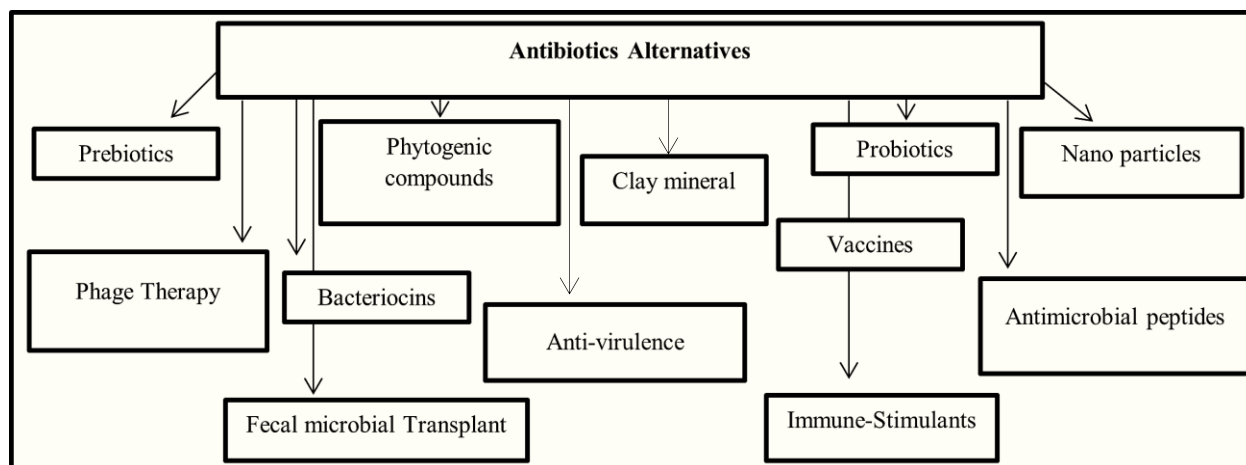 Antibiotics Alternatives
Prebiotics
Phytogenic
compounds
Clay mineral
Probiotics
Nano particles
Phage Therapy
Bacteriocins
Anti-virulence
Vaccines
Antimicrobial peptides
Fecal microbial Transplant
Immune-Stimulants